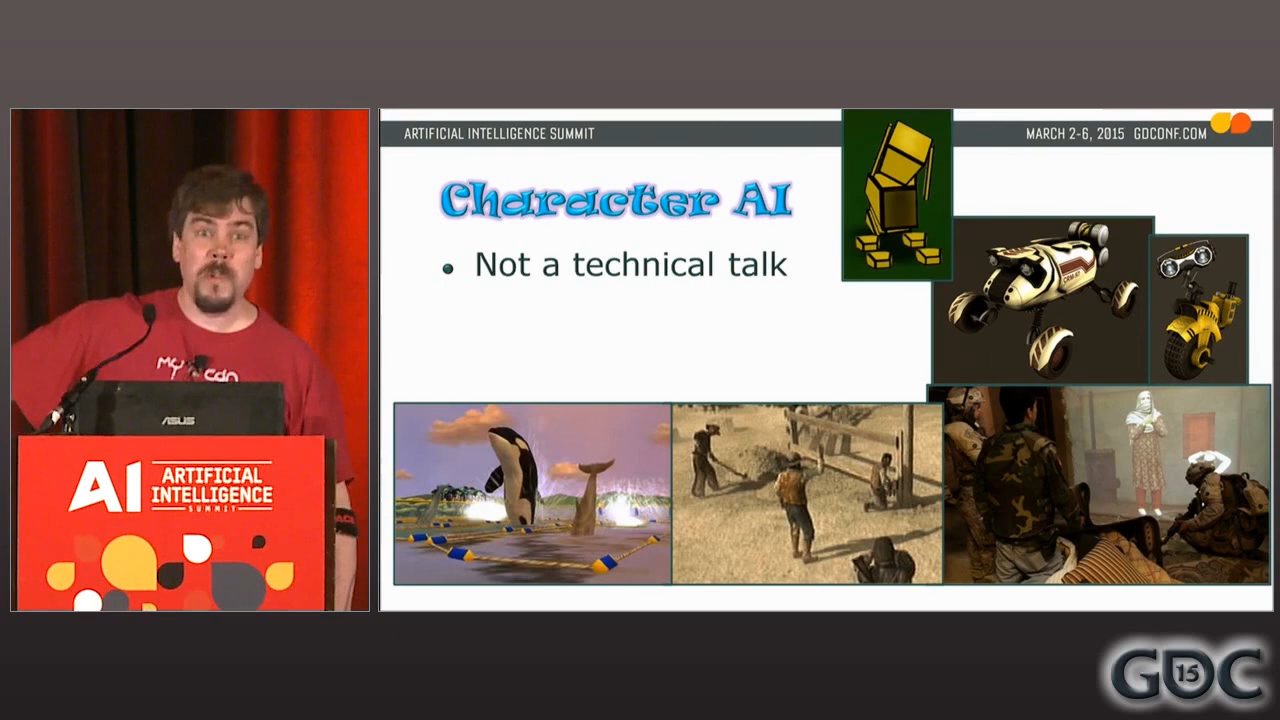 ARTIFICIAL INTELLIGENCE SUMMIT
MARCH 2-6, 2015 GDCONF.COM
Character AI
• Not a technical talk
ASUS
AI ARTIFICIAL
INTELLIGENCE
SUMMIT
GDC
15